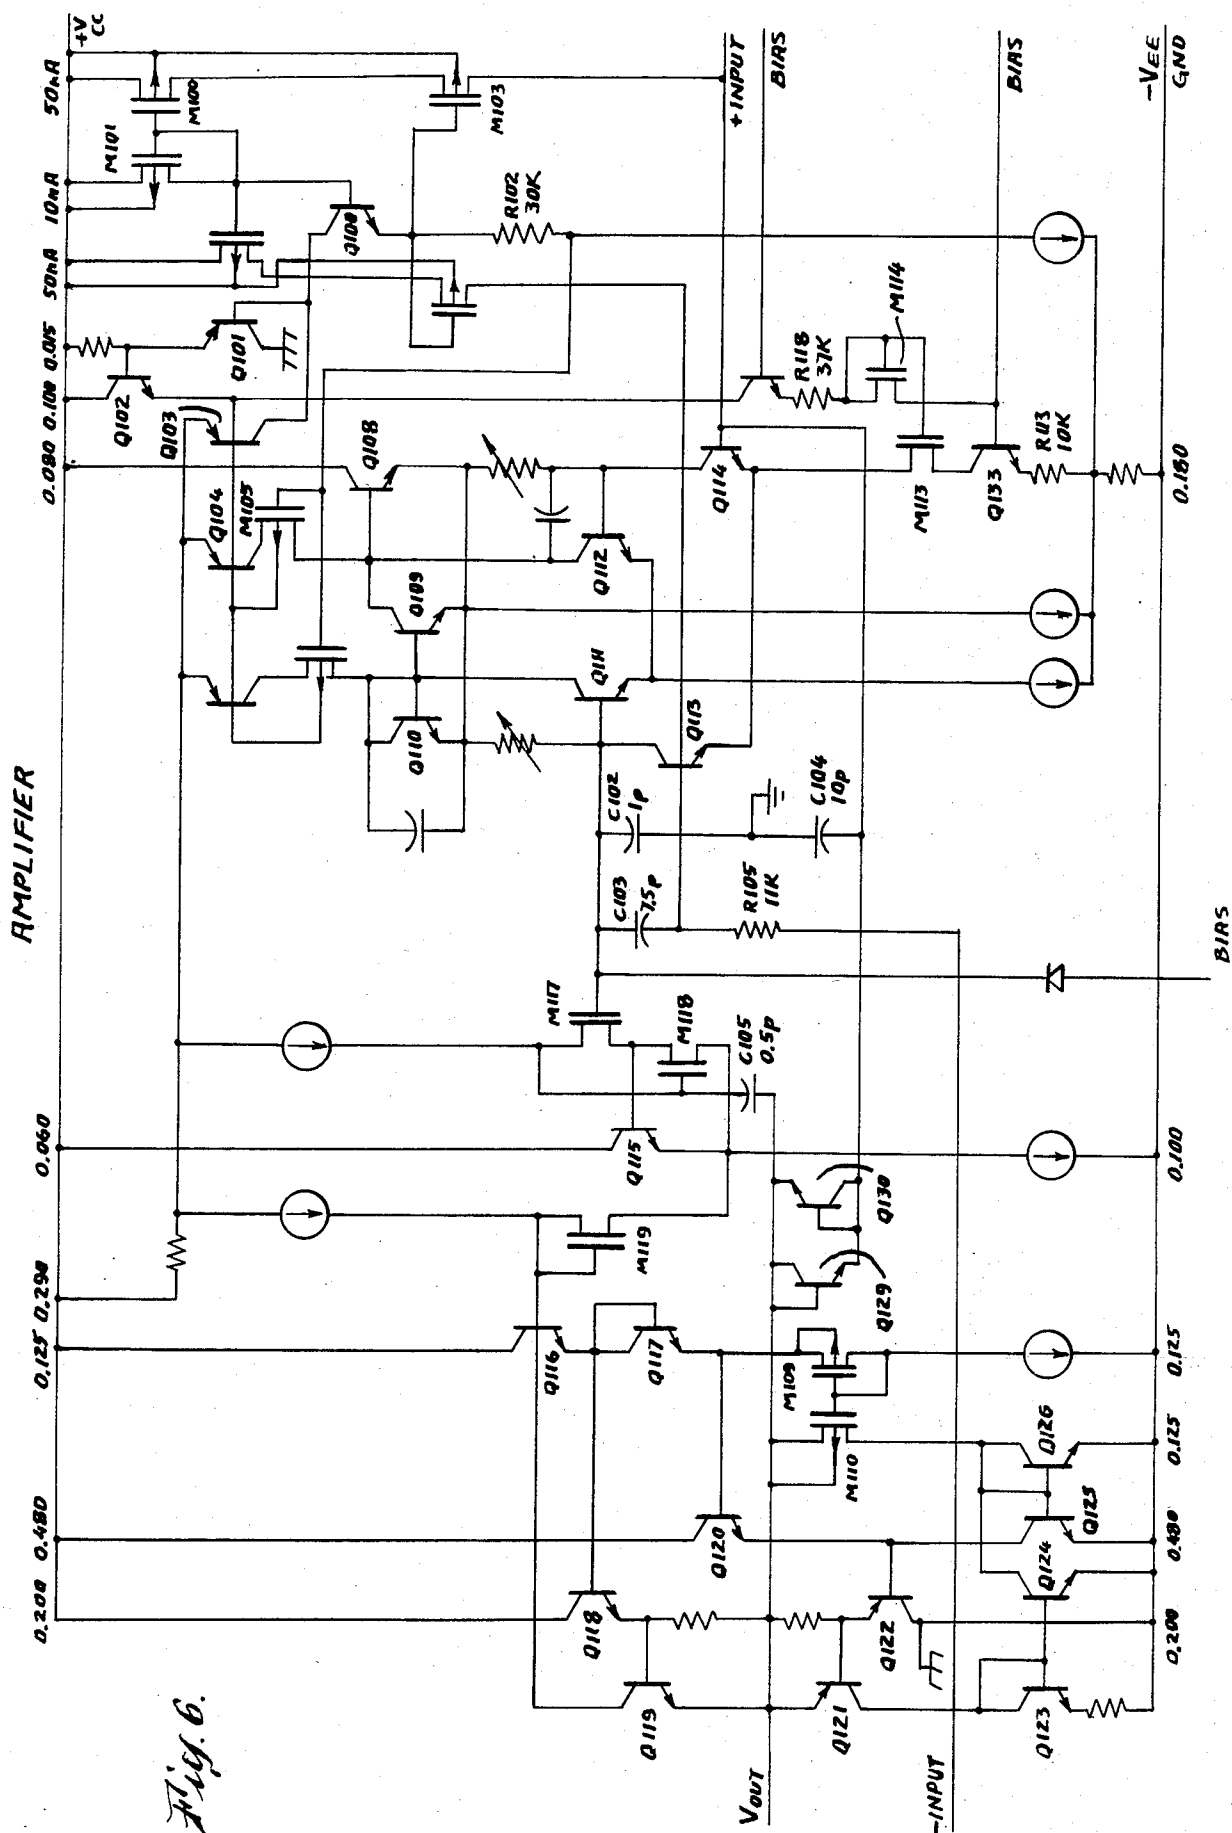 AMPLIFIER
Fig. 6.
0.200
0.480
0.125
0.290
0.060
0.080
0.100
0.015
50nA
10nA
50nA
+VCC
M101
M100
M103
Q100
R102
30K
Q101
Q102
Q103
Q104
M105
Q108
Q109
Q110
Q111
Q112
Q113
Q114
+INPUT
BIAS
R118
37K
M114
M113
Q133
R113
10K
BIAS
-VEE
GND
0.180
C102
1p
C103
7.5p
C104
10p
R105
11K
BIAS
M117
M118
C105
0.5p
Q115
M119
Q116
Q117
Q130
Q129
M109
M110
Q118
Q119
Q120
Q121
Q122
Q123
Q124
Q125
Q126
VOUT
-INPUT
0.200
0.480
0.125
0.125
0.100